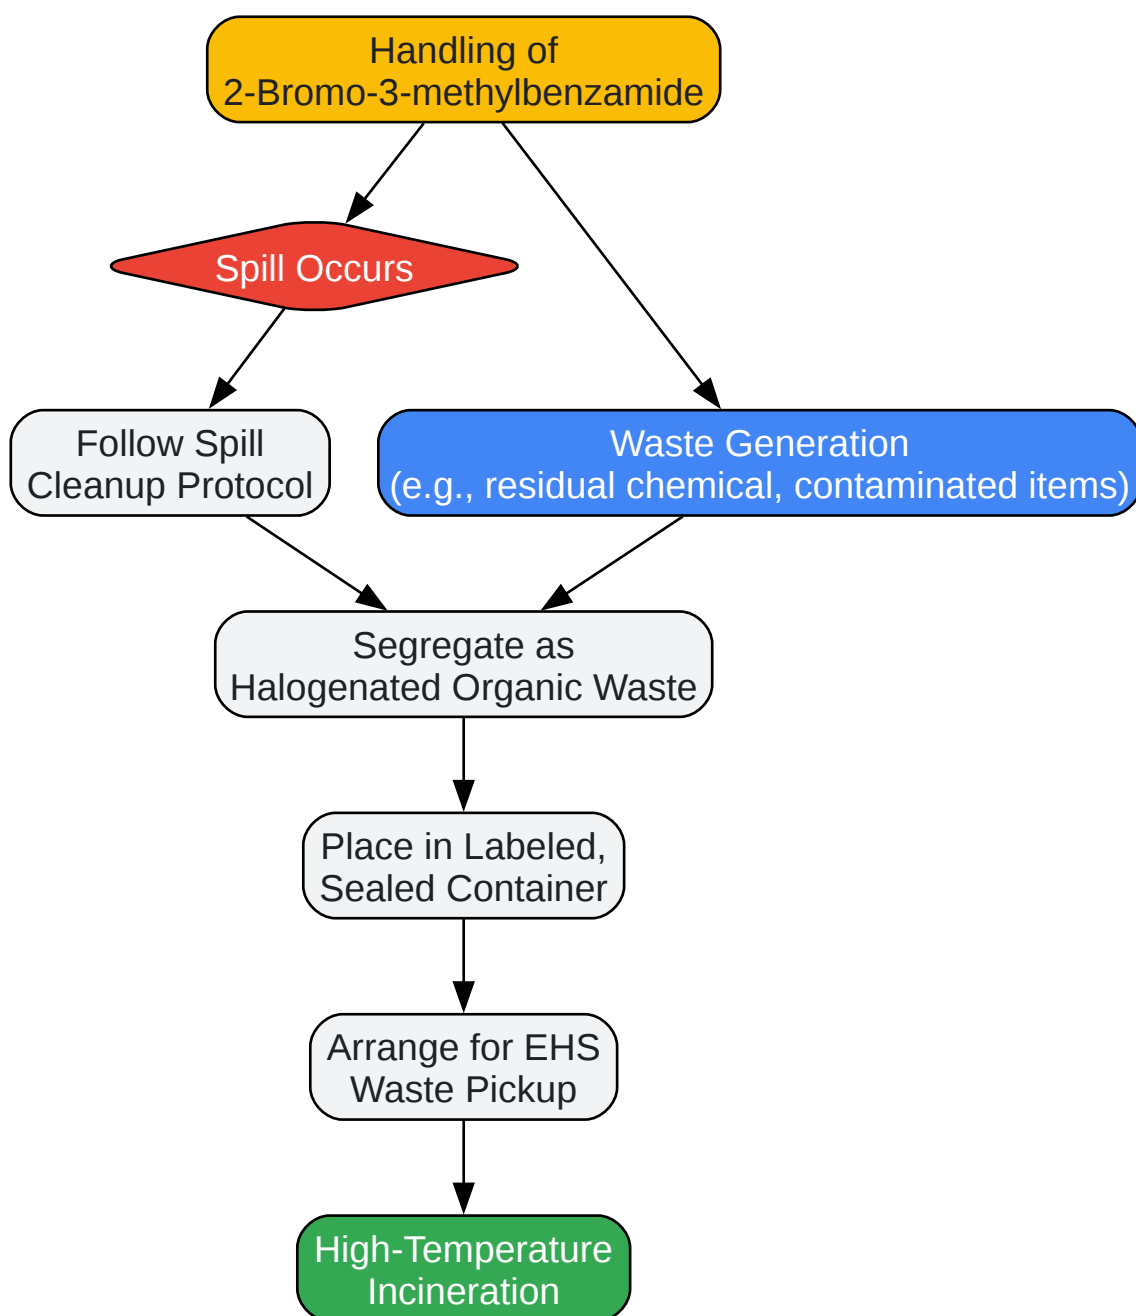 Handling of
2-Bromo-3-methylbenzamide
Spill Occurs
Follow Spill
Cleanup Protocol
Waste Generation
(e.g., residual chemical, contaminated items)
Segregate as
Halogenated Organic Waste
Place in Labeled,
Sealed Container
Arrange for EHS
Waste Pickup
High-Temperature
Incineration